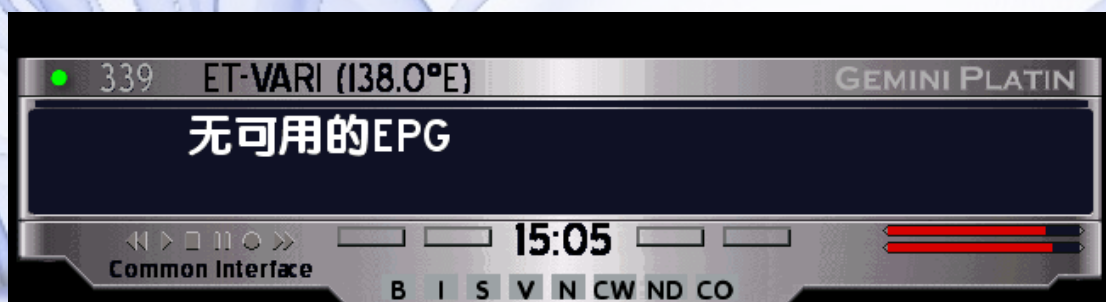 339 ET-VARI (138.0°E) GEMINI PLATIN
无可用的EPG
15:05
Common Interface
B I S V N CW ND CO